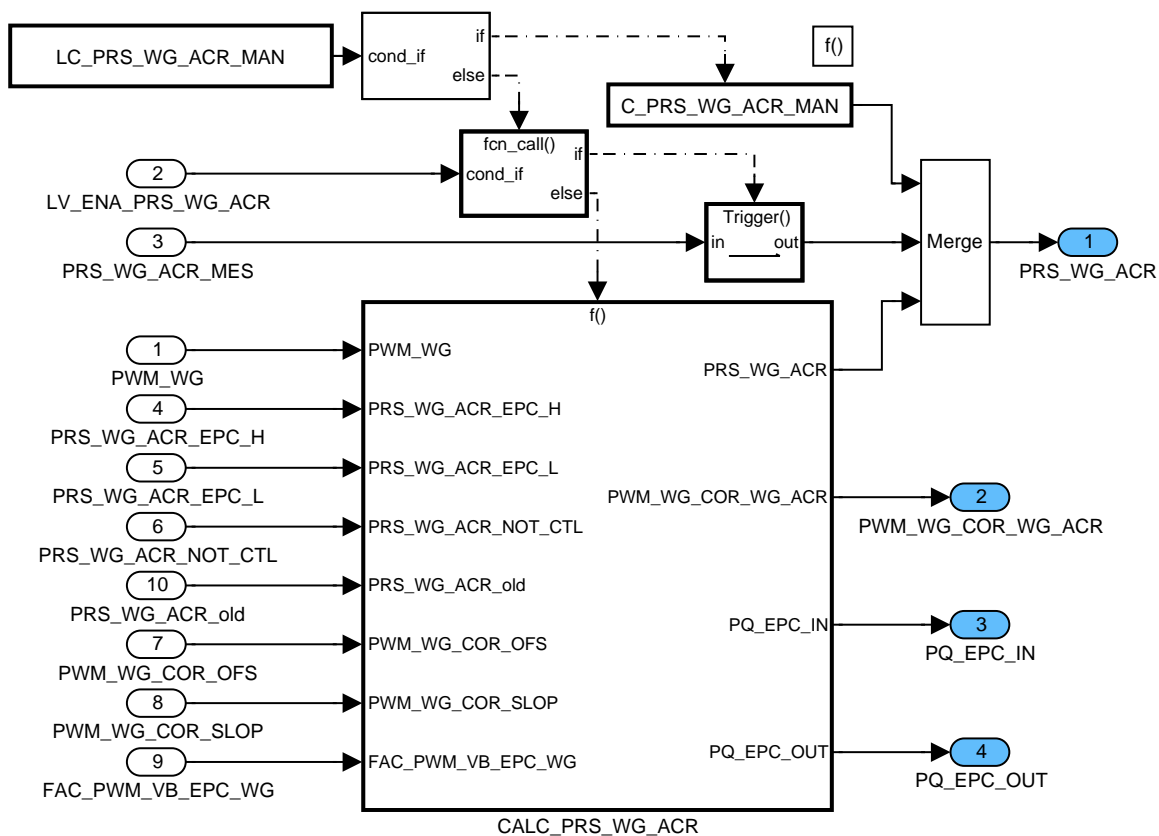 LC_PRS_WG_ACR_MAN
cond_if
if
else
f()
C_PRS_WG_ACR_MAN
fcn_call()
cond_if
if
else
2
LV_ENA_PRS_WG_ACR
3
PRS_WG_ACR_MES
Trigger()
in
out
Merge
1
PRS_WG_ACR
f()
1
PWM_WG
PWM_WG
4
PRS_WG_ACR_EPC_H
PRS_WG_ACR_EPC_H
5
PRS_WG_ACR_EPC_L
PRS_WG_ACR_EPC_L
6
PRS_WG_ACR_NOT_CTL
PRS_WG_ACR_NOT_CTL
10
PRS_WG_ACR_old
PRS_WG_ACR_old
7
PWM_WG_COR_OFS
PWM_WG_COR_OFS
8
PWM_WG_COR_SLOP
PWM_WG_COR_SLOP
9
FAC_PWM_VB_EPC_WG
FAC_PWM_VB_EPC_WG
PRS_WG_ACR
PWM_WG_COR_WG_ACR
2
PWM_WG_COR_WG_ACR
PQ_EPC_IN
3
PQ_EPC_IN
PQ_EPC_OUT
4
PQ_EPC_OUT
CALC_PRS_WG_ACR